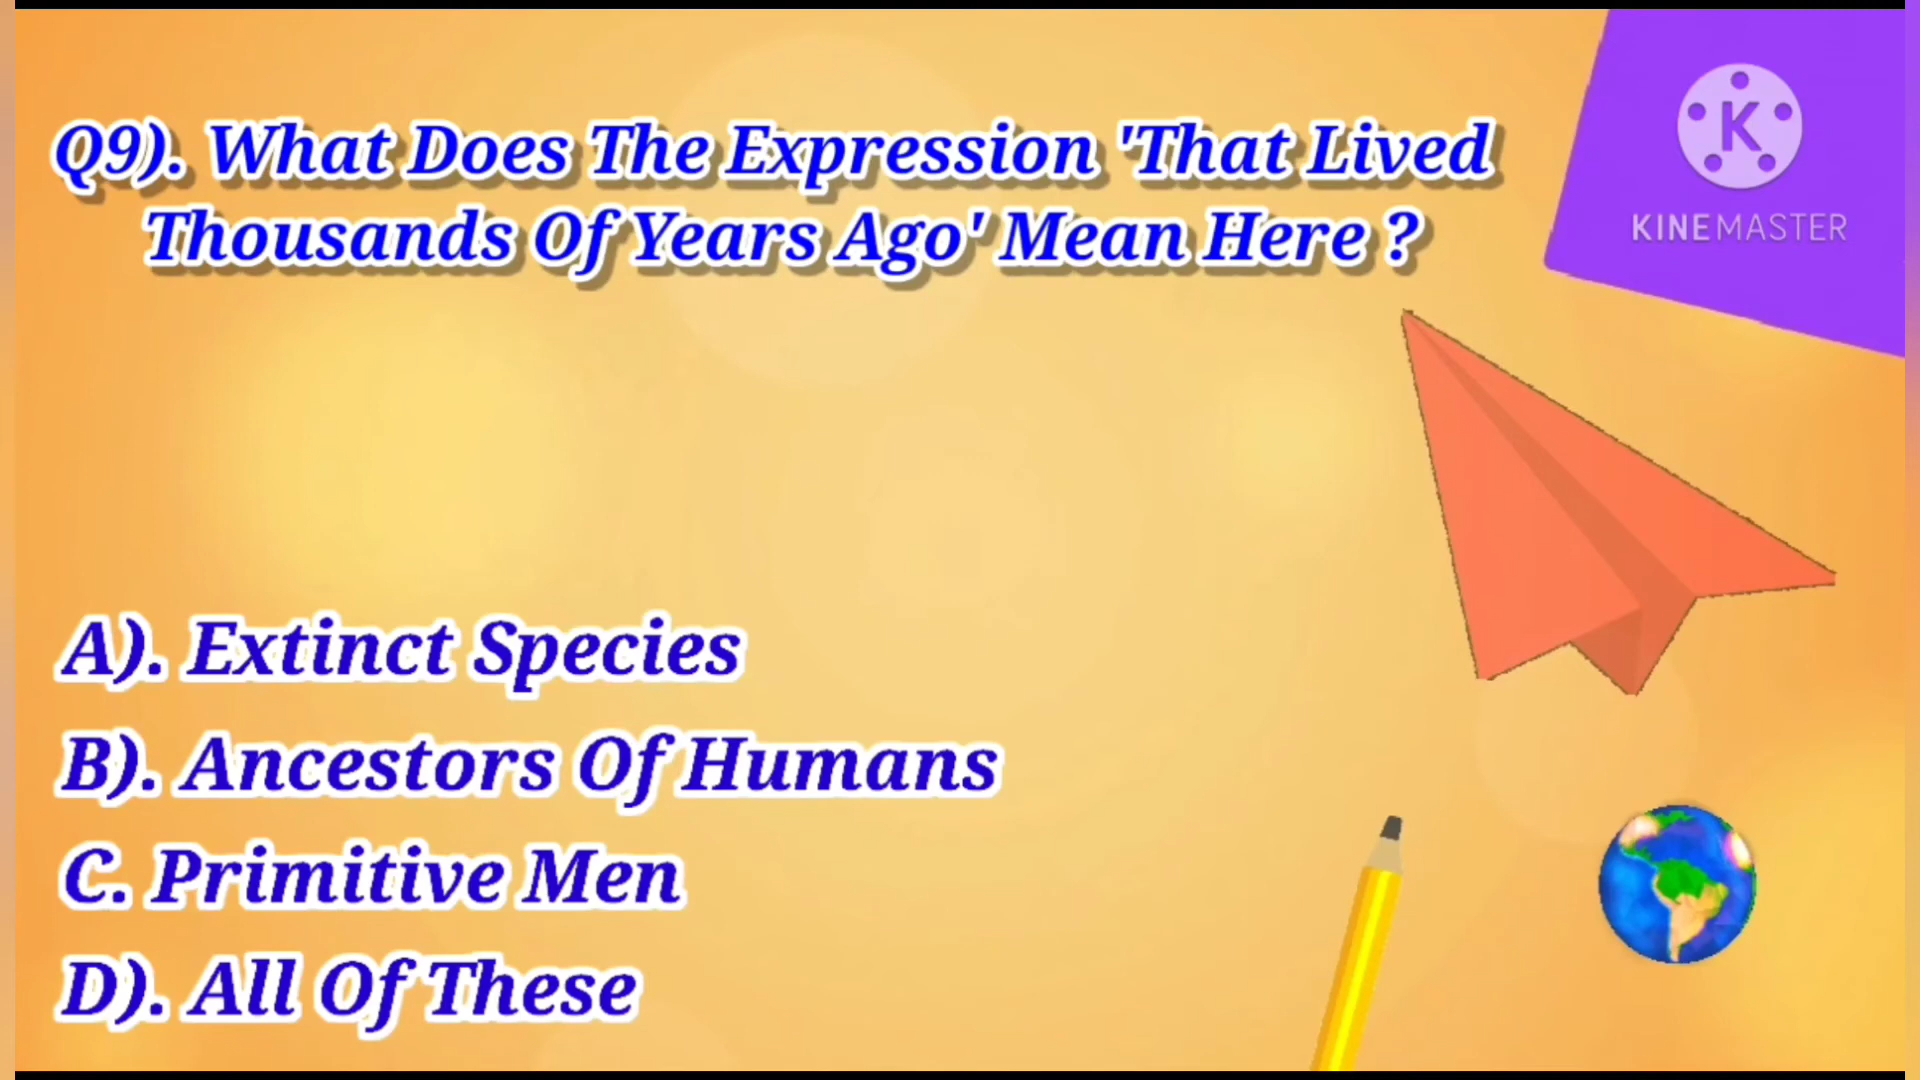 Q9). What Does The Expression 'That Lived
Thousands Of Years Ago' Mean Here ?
K
KINEMASTER
A). Extinct Species
B). Ancestors Of Humans
C. Primitive Men
D). All Of These